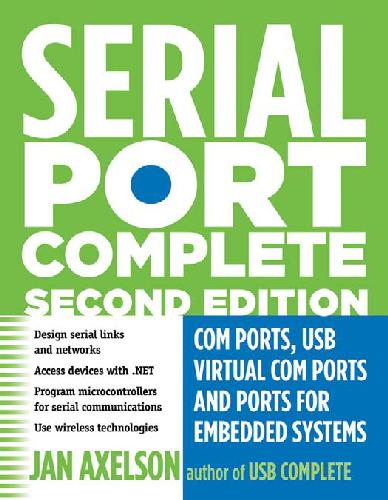 SERIAL
PORT
COMPLETE
SECOND EDITION
Design serial links
and networks
Access devices with .NET
Program microcontrollers
for serial communications
Use wireless technologies
COM PORTS, USB
VIRTUAL COM PORTS
AND PORTS FOR
EMBEDDED SYSTEMS
JAN AXELSON author of USB COMPLETE